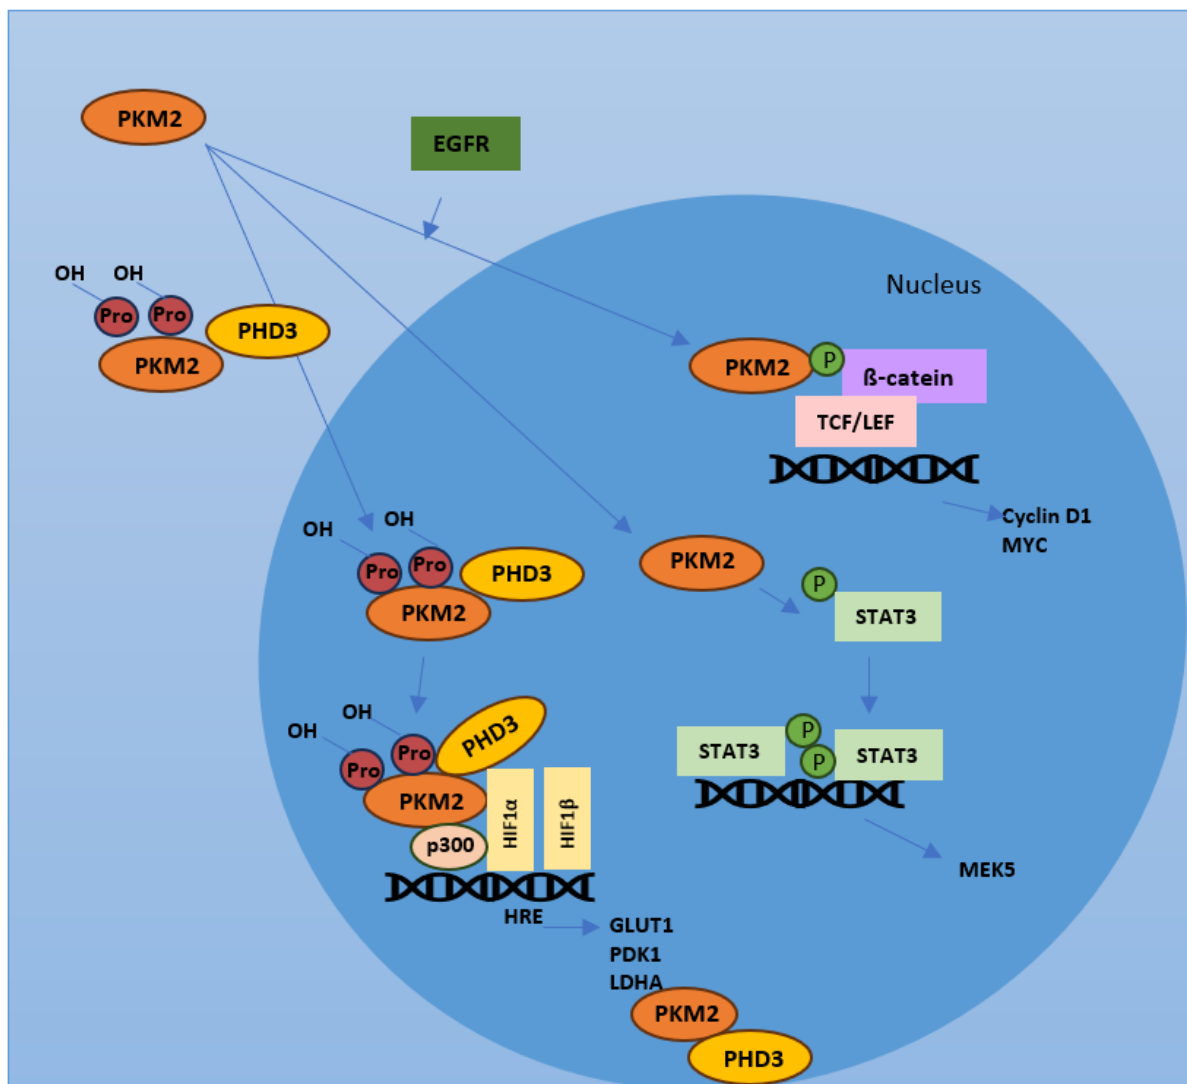 PKM2
EGFR
OH OH
Pro Pro
PHD3
PKM2
Nucleus
PKM2
P
ß-catein
TCF/LEF
Cyclin D1
MYC
OH OH
Pro Pro
PHD3
PKM2
PKM2
P
STAT3
OH OH
Pro Pro
PHD3
PKM2
p300
HIF1α
HIF1β
HRE
GLUT1
PDK1
LDHA
STAT3
P
P
STAT3
MEK5
PKM2
PHD3